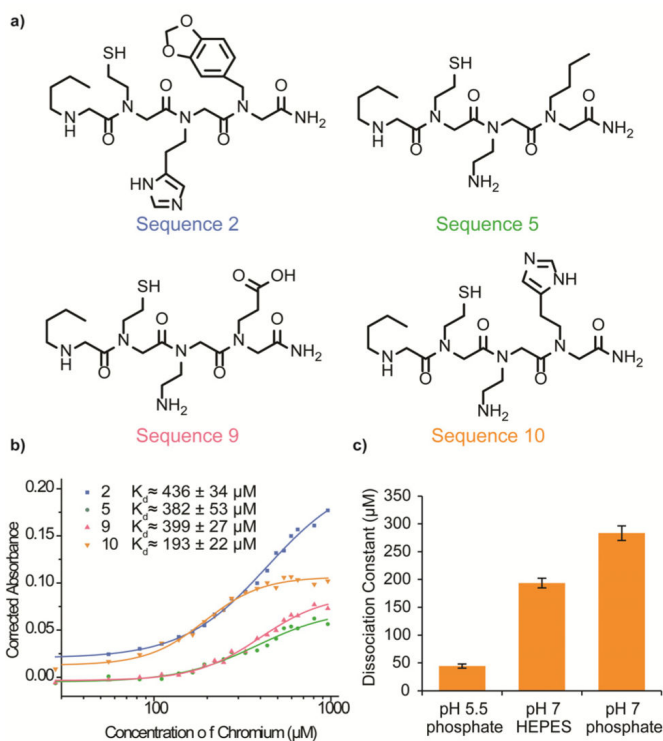 a)
O
O
SH
O
O
N
N
NH2
N
H
O
N
O
HN
N
Sequence 2
SH
O
O
N
N
NH2
N
H
O
N
O
NH2
Sequence 5
O
OH
SH
O
O
N
N
NH2
N
H
O
N
O
NH2
Sequence 9
N
NH
SH
O
O
N
N
NH2
N
H
O
N
O
NH2
Sequence 10
b)
Corrected Absorbance
0.20
0.15
0.10
0.05
0.00
2 Kd≈ 436 ± 34 µM
5 Kd≈ 382 ± 53 µM
9 Kd≈ 399 ± 27 µM
10 Kd≈ 193 ± 22 µM
100 1000
Concentration o f Chromium (µM)
c)
Dissociation Constant (µM)
350
300
250
200
150
100
50
0
pH 5.5
phosphate
pH 7
HEPES
pH 7
phosphate